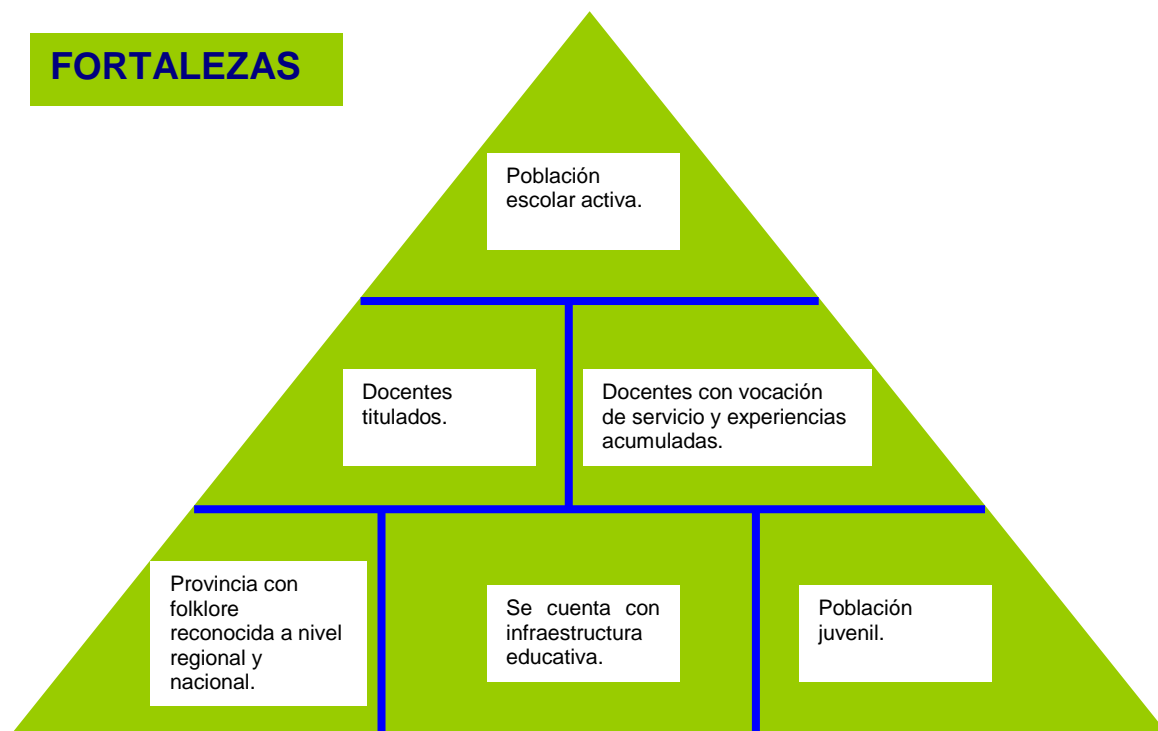 FORTALEZAS
Población
escolar activa.
Docentes
titulados.
Docentes con vocación
de servicio y experiencias
acumuladas.
Provincia con
folklore
reconocida a nivel
regional y
nacional.
Se cuenta con
infraestructura
educativa.
Población
juvenil.